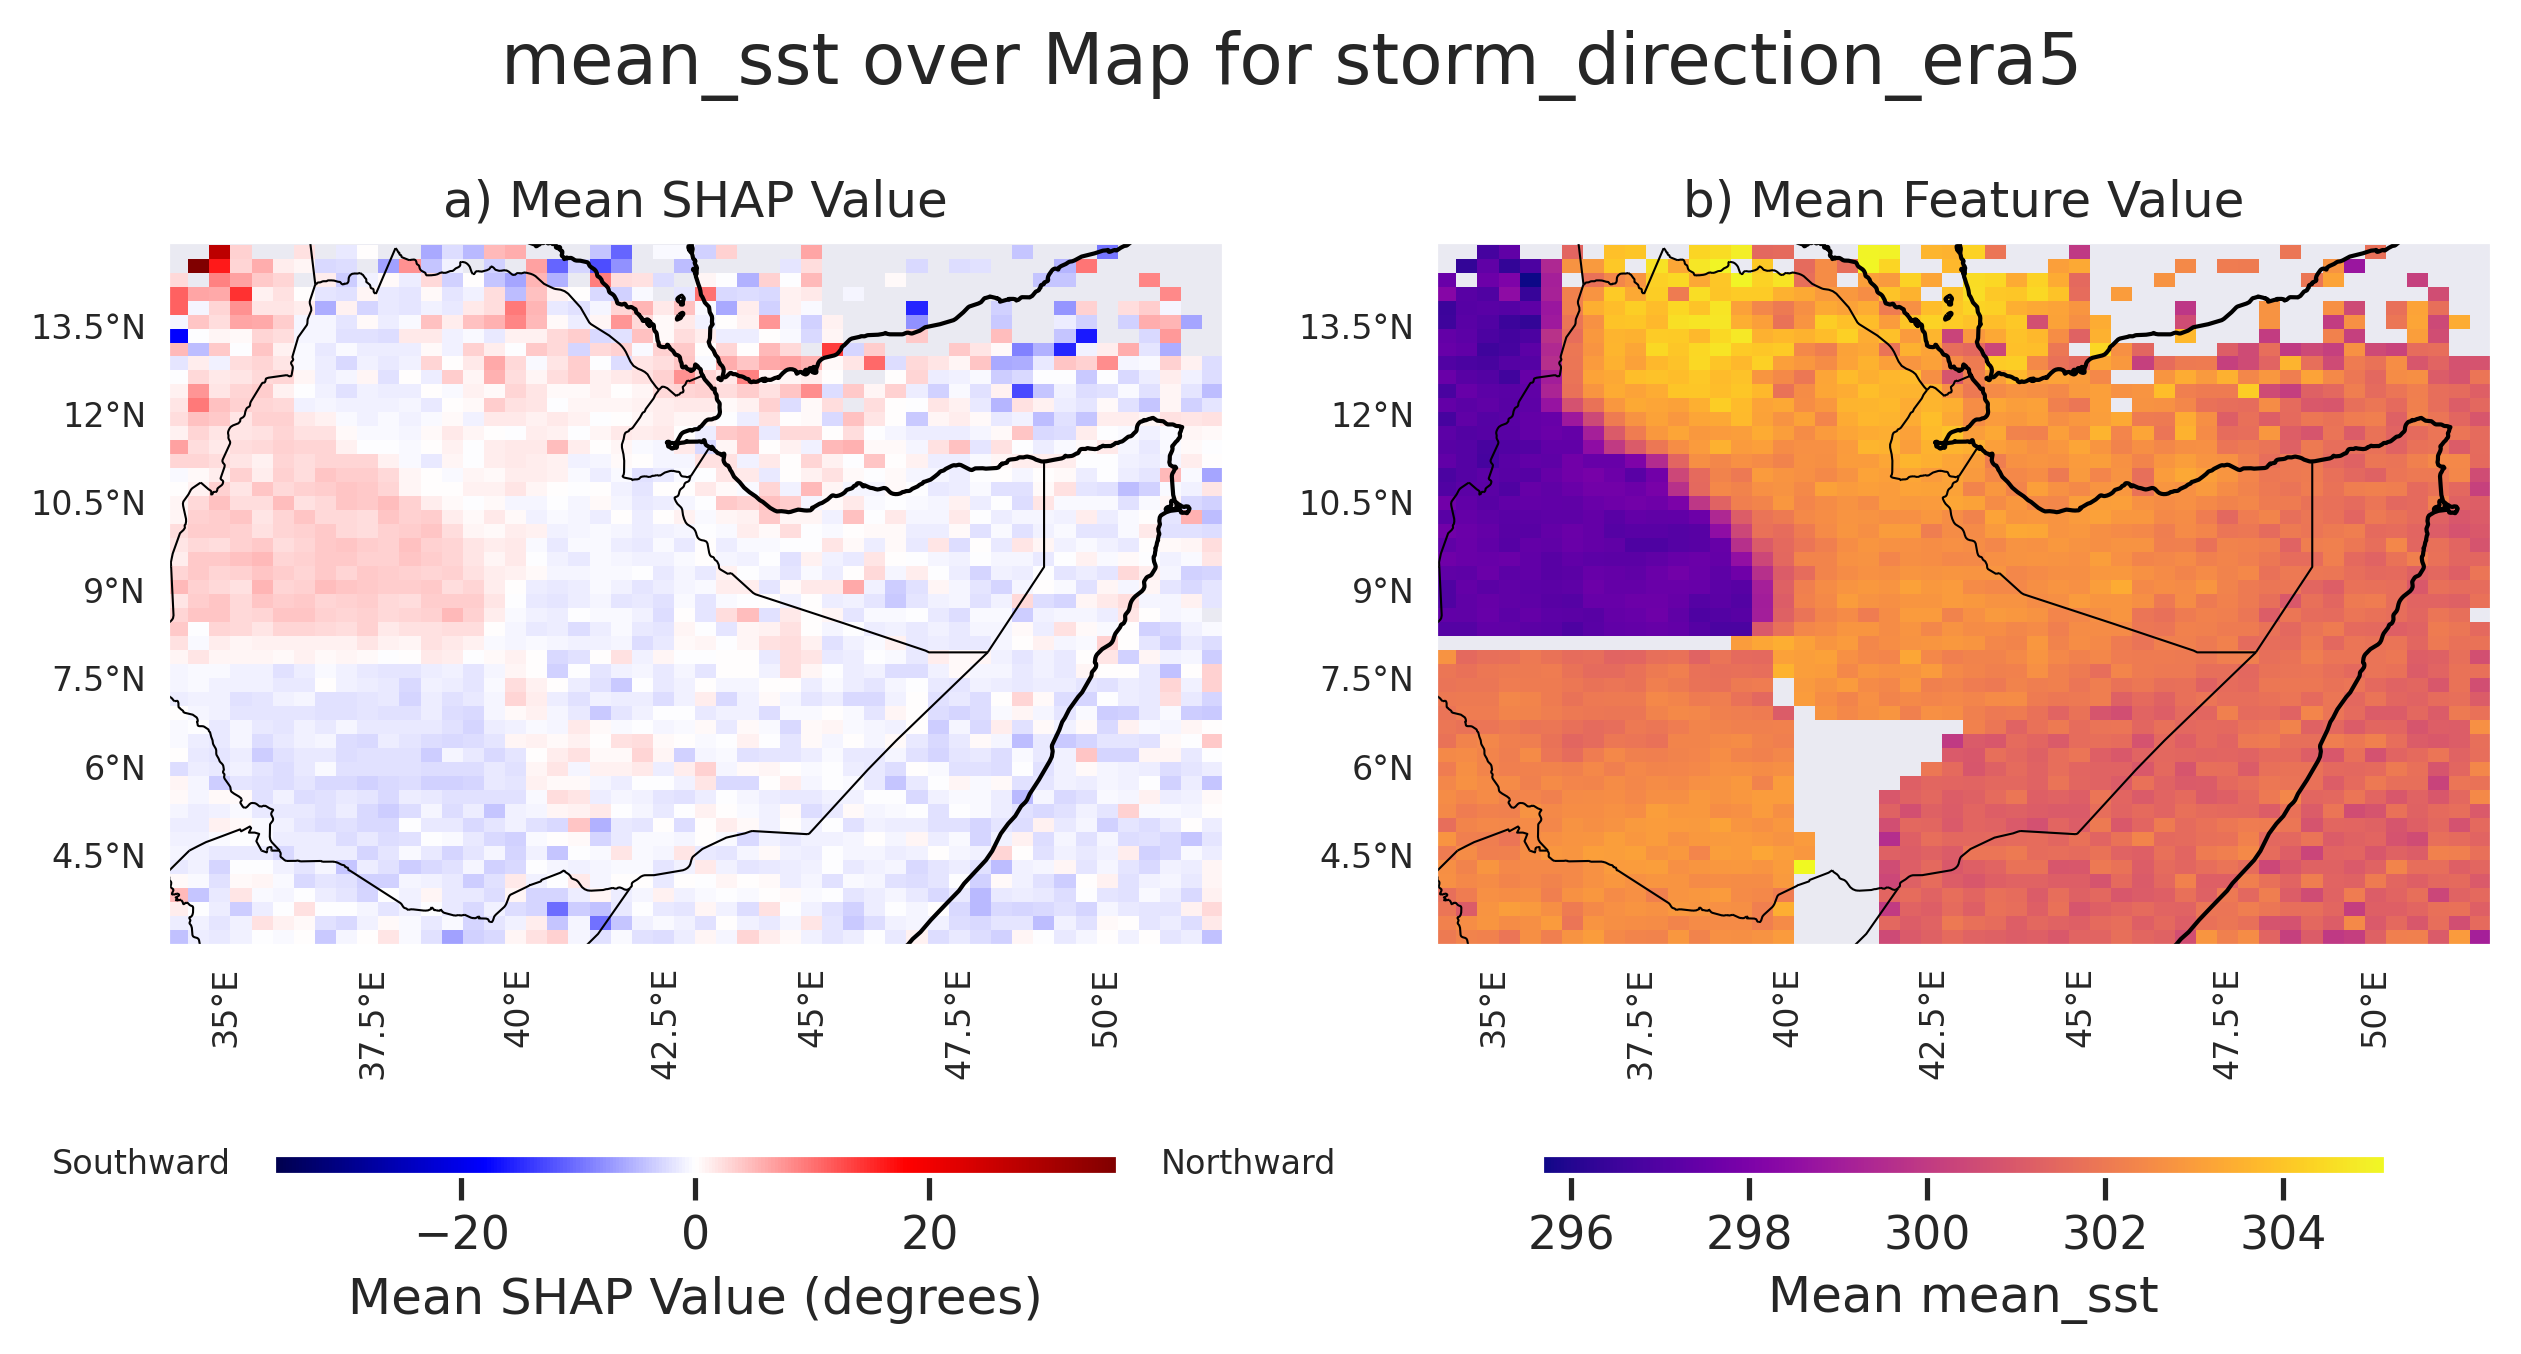 mean_sst over Map for storm_direction_era5
a) Mean SHAP Value
13.5°N
12°N
10.5°N
9°N
7.5°N
6°N
4.5°N
35°E
37.5°E
40°E
42.5°E
45°E
47.5°E
50°E
Southward
Northward
−20
0
20
Mean SHAP Value (degrees)
b) Mean Feature Value
13.5°N
12°N
10.5°N
9°N
7.5°N
6°N
4.5°N
35°E
37.5°E
40°E
42.5°E
45°E
47.5°E
50°E
296
298
300
302
304
Mean mean_sst